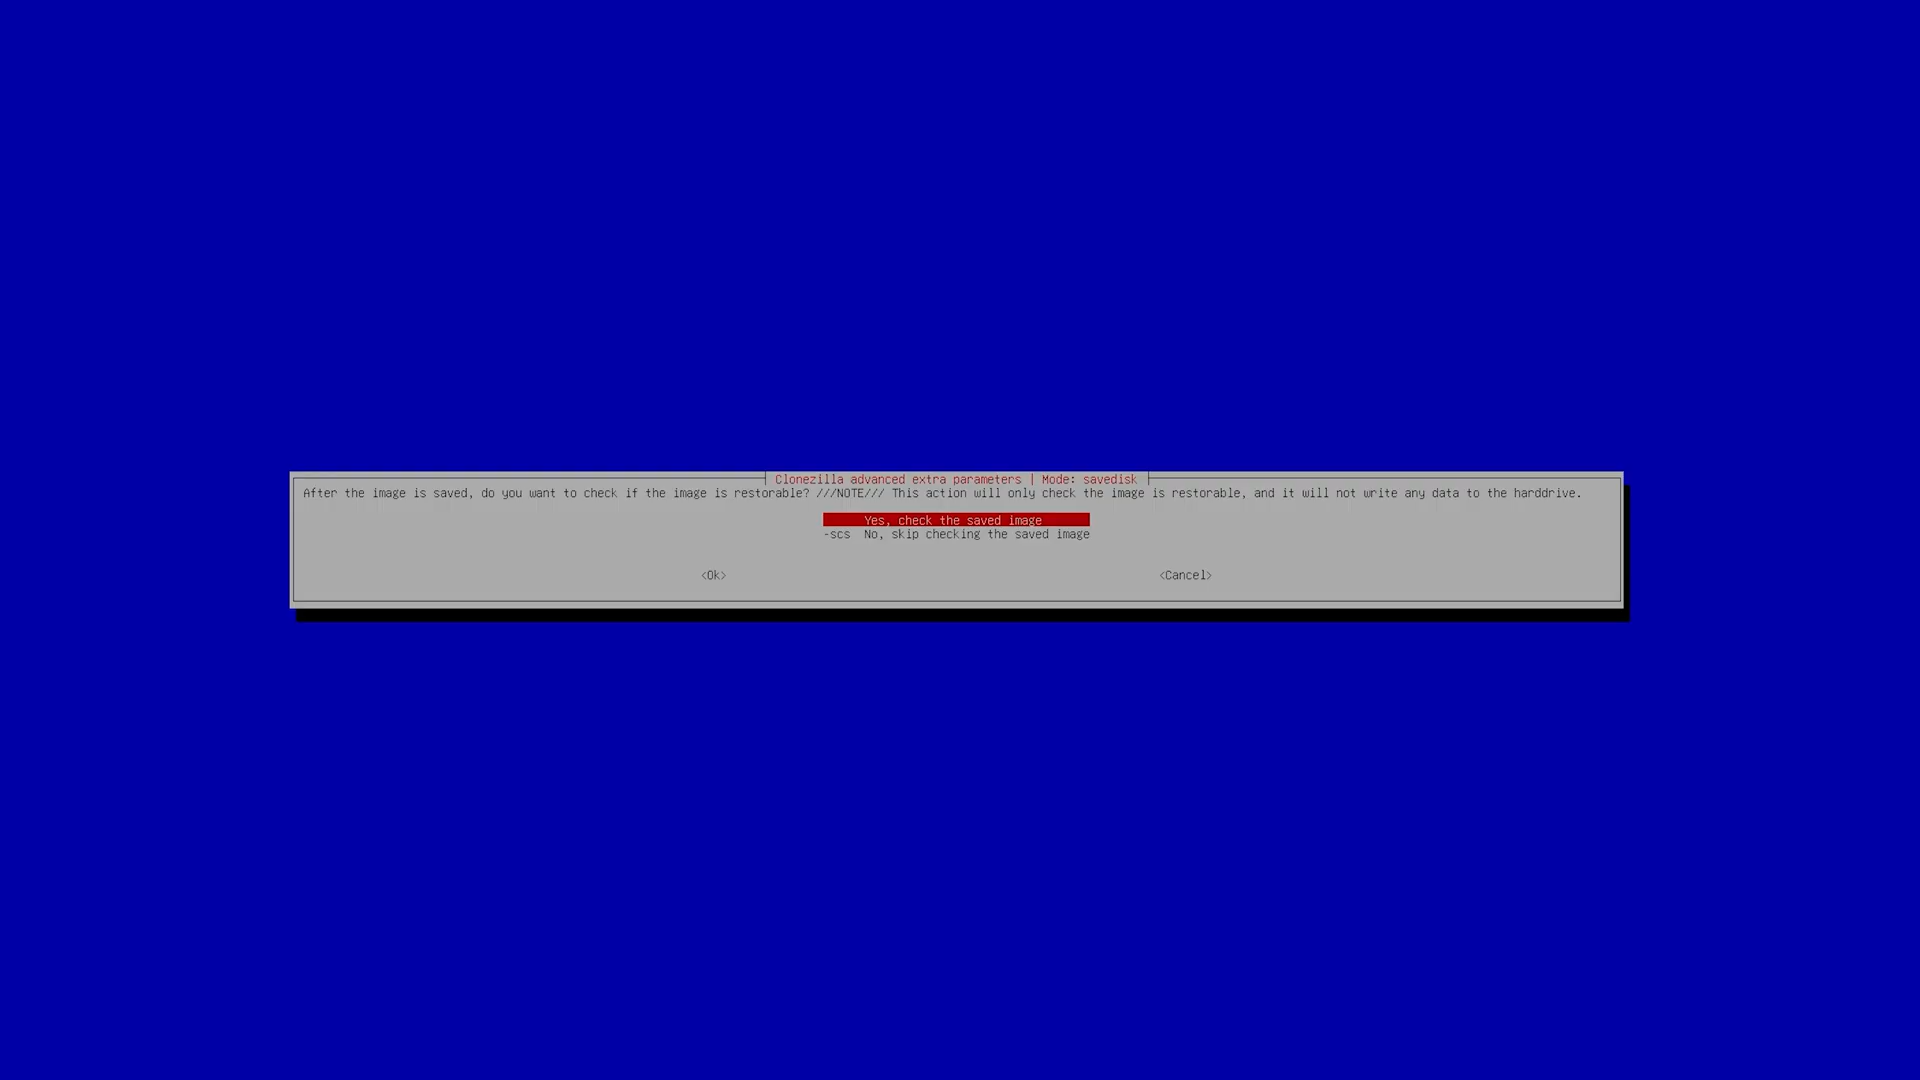 Clonezilla advanced extra parameters | Mode: savedisk
After the image is saved, do you want to check if the image is restorable? ///NOTE/// This action will only check the image is restorable, and it will not write any data to the harddrive.
Yes, check the saved image
-scs  No, skip checking the saved image
<Ok> <Cancel>